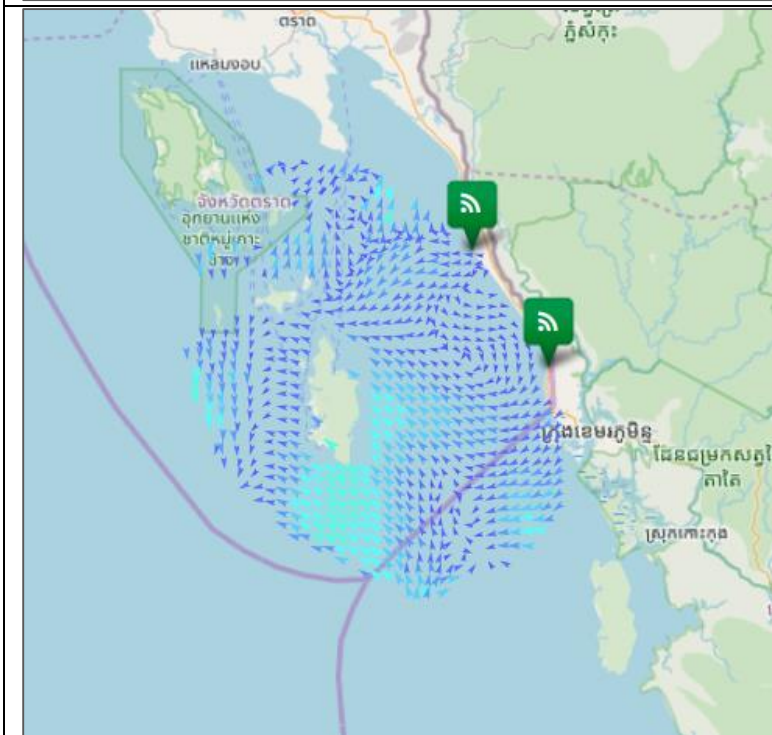 ตราด
ភ្នំសំកុះ
แหลมงอบ
จังหวัดตราด
อุทยานแห่ง
ชาติหมู่เกาะ
ช้าง
ក្រុងខេមរភូមិន្ទ
ដែនជម្រកសត្វ
តាតៃ
ស្រុកកោះកុង